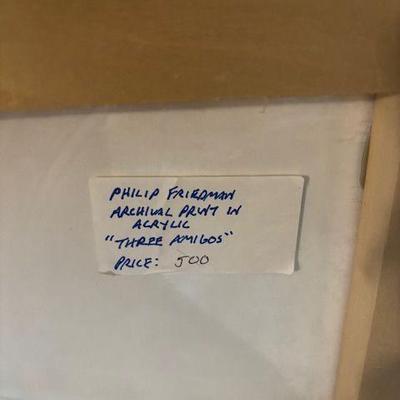 PHILIP FRIEDMAN
ARCHIVAL PRINT IN
ACRYLIC
"THREE AMIGOS"
PRICE: 500